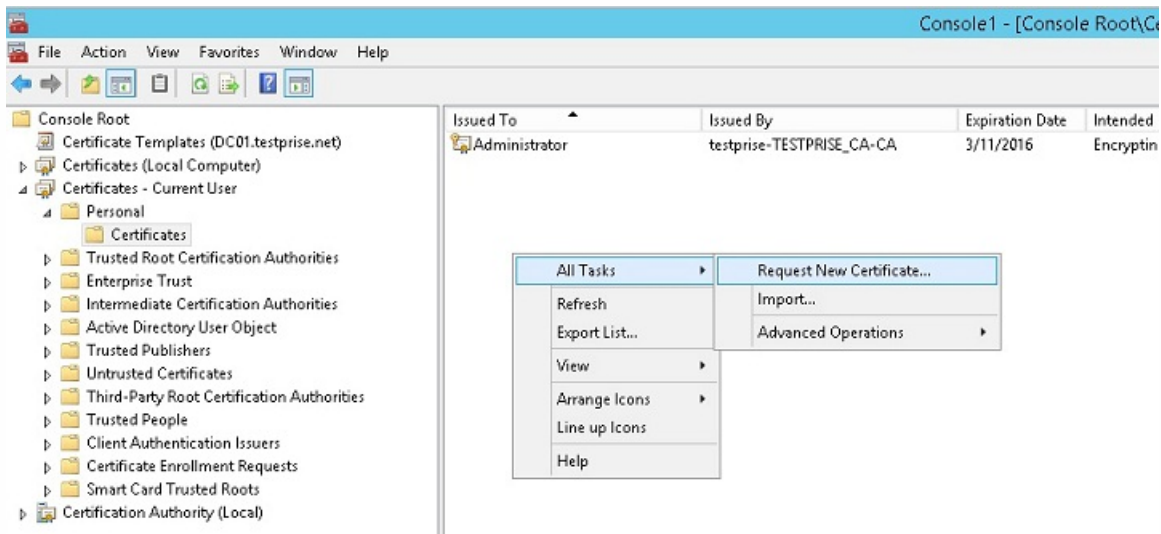 Console1 - [Console Root\Ce
File Action View Favorites Window Help
Console Root
Certificate Templates (DC01.testprise.net)
Certificates (Local Computer)
Certificates - Current User
Personal
Certificates
Trusted Root Certification Authorities
Enterprise Trust
Intermediate Certification Authorities
Active Directory User Object
Trusted Publishers
Untrusted Certificates
Third-Party Root Certification Authorities
Trusted People
Client Authentication Issuers
Certificate Enrollment Requests
Smart Card Trusted Roots
Certification Authority (Local)
Issued To Issued By Expiration Date Intended
Administrator testprise-TESTPRISE_CA-CA 3/11/2016 Encryptin
All Tasks
Refresh
Export List...
View
Arrange Icons
Line up Icons
Help
Request New Certificate...
Import...
Advanced Operations